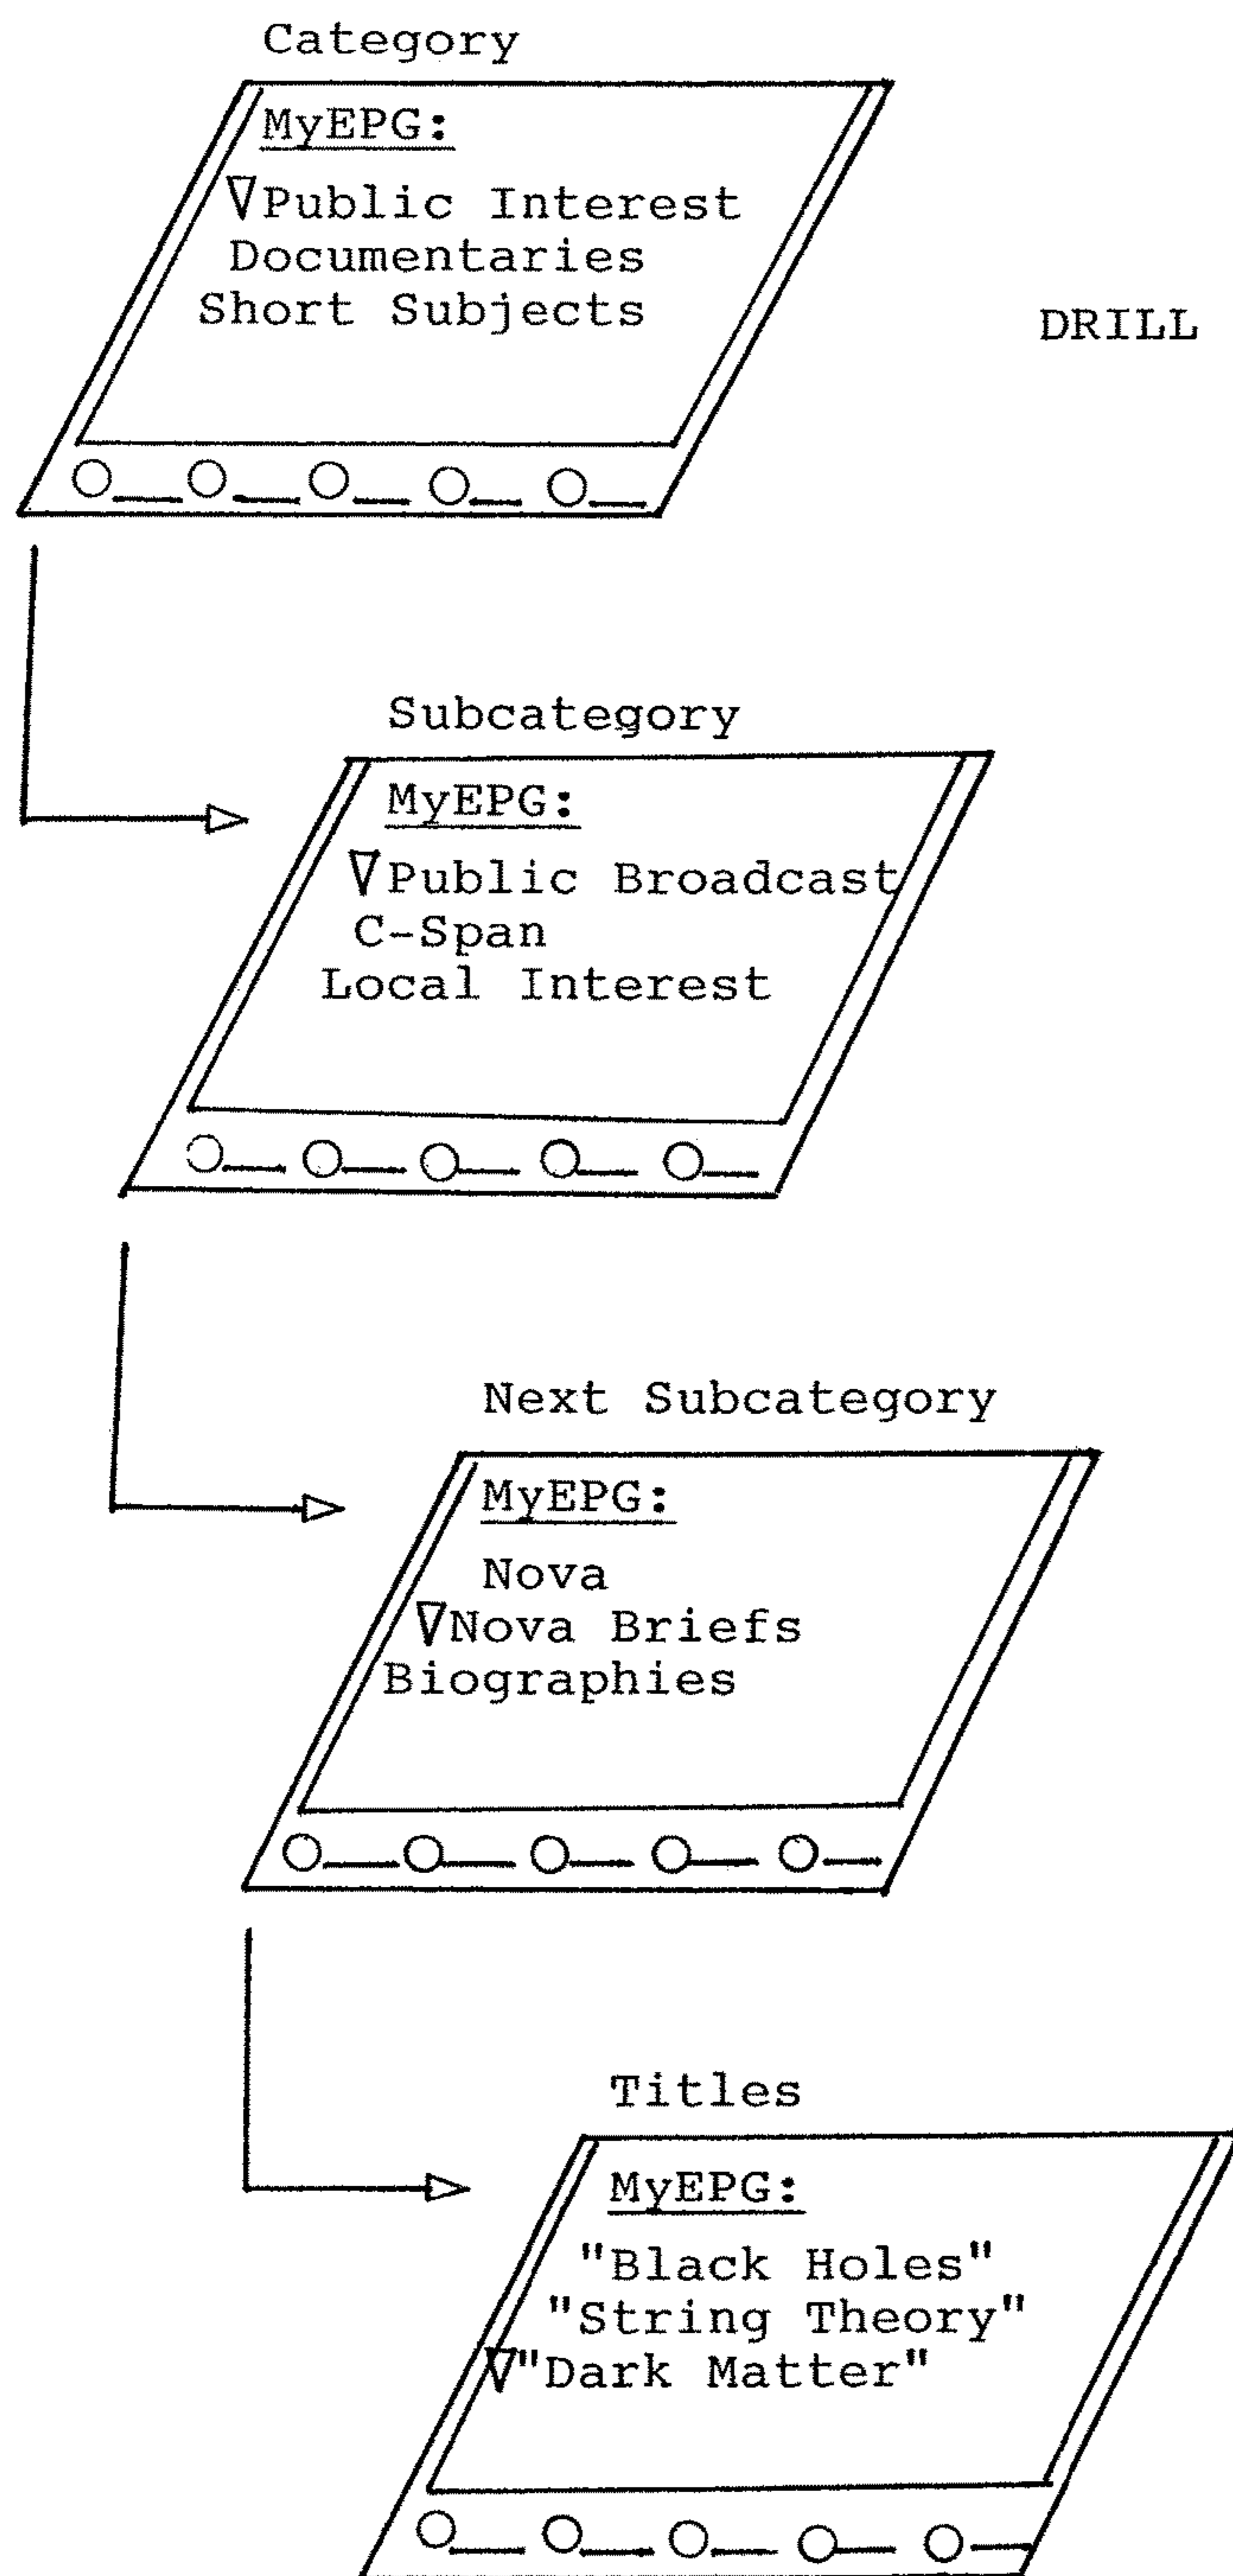 Category
MyEPG:
∇Public Interest
Documentaries
Short Subjects
DRILL
Subcategory
MyEPG:
∇Public Broadcast
C-Span
Local Interest
Next Subcategory
MyEPG:
Nova
∇Nova Briefs
Biographies
Titles
MyEPG:
"Black Holes"
"String Theory"
∇"Dark Matter"